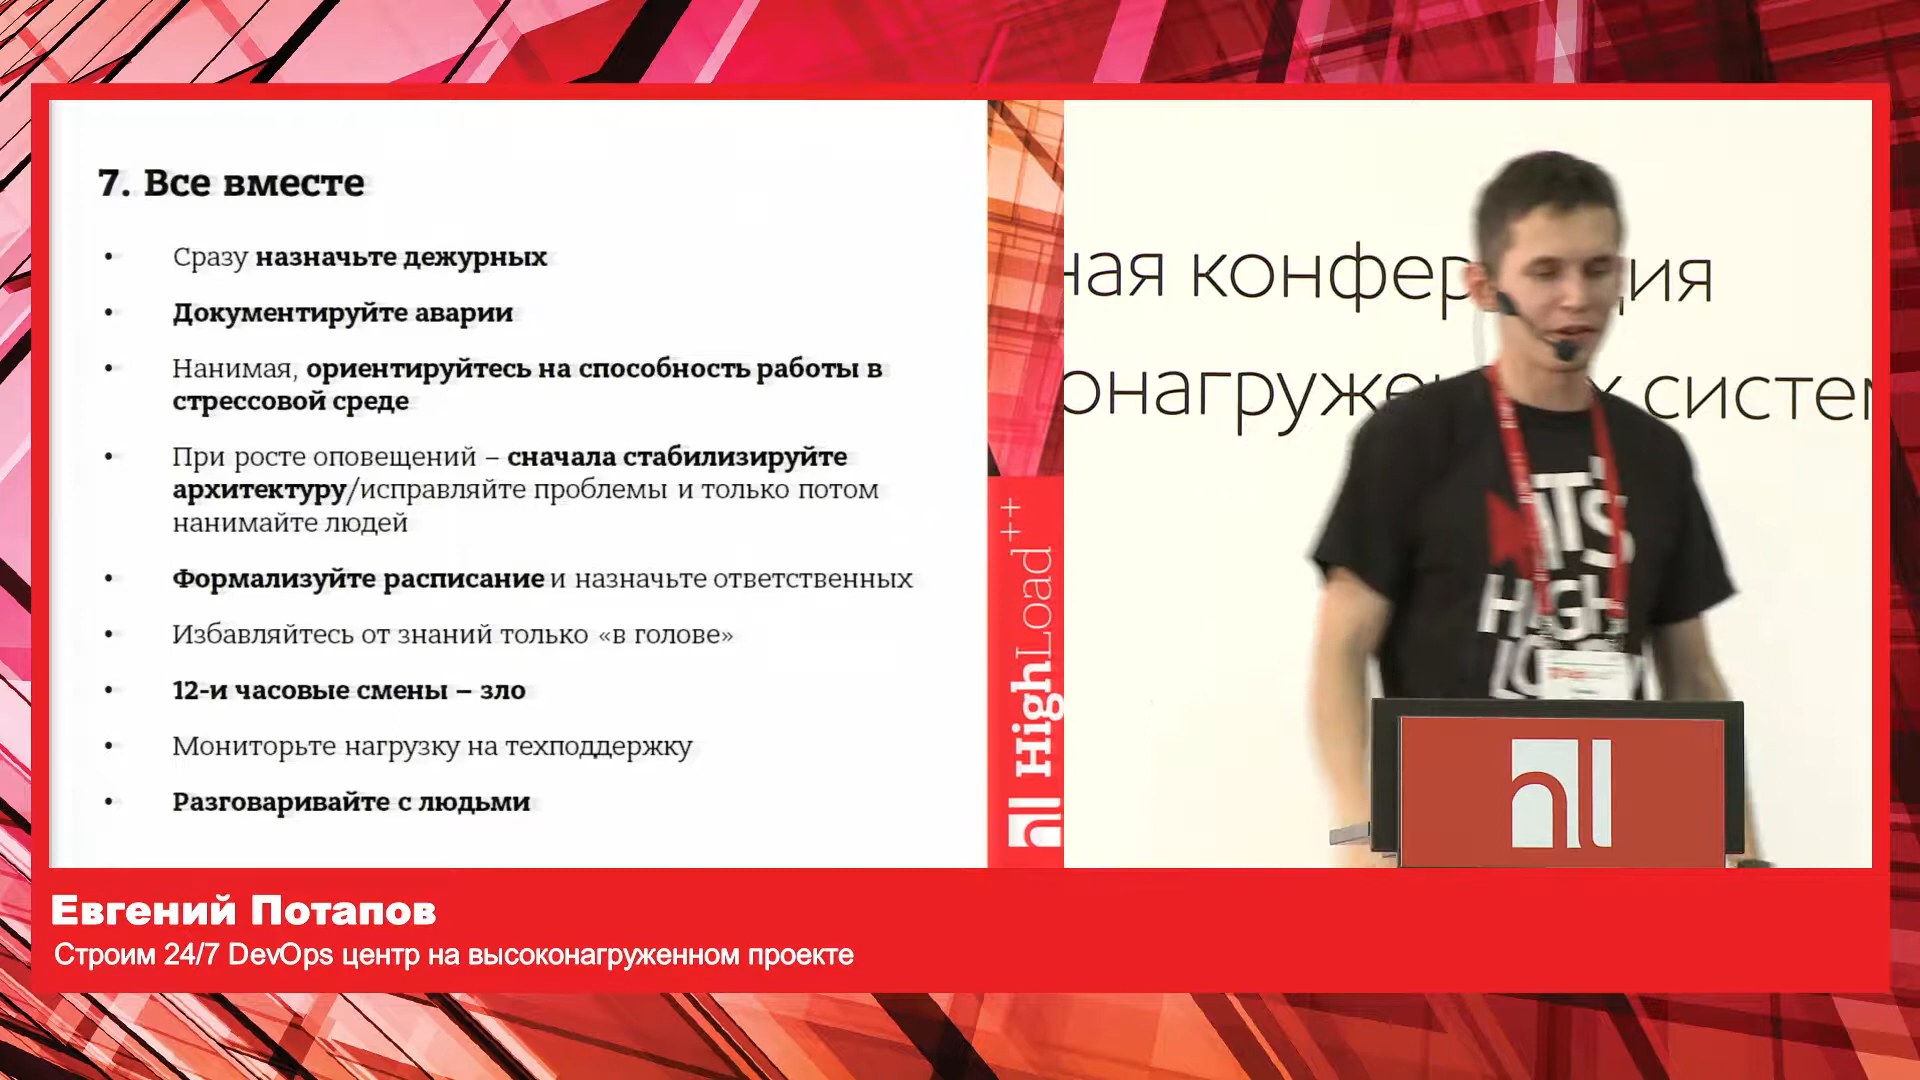 7. Все вместе
• Сразу назначьте дежурных
• Документируйте аварии
• Нанимая, ориентируйтесь на способность работы в
стрессовой среде
• При росте оповещений – сначала стабилизируйте
архитектуру/исправляйте проблемы и только потом
нанимайте людей
• Формализуйте расписание и назначьте ответственных
• Избавляйтесь от знаний только «в голове»
• 12-и часовые смены – зло
• Мониторьте нагрузку на техподдержку
• Разговаривайте с людьми
HighLoad++
ная конфер ия
онагруже х систем
ITS
HIGH
Евгений Потапов
Строим 24/7 DevOps центр на высоконагруженном проекте